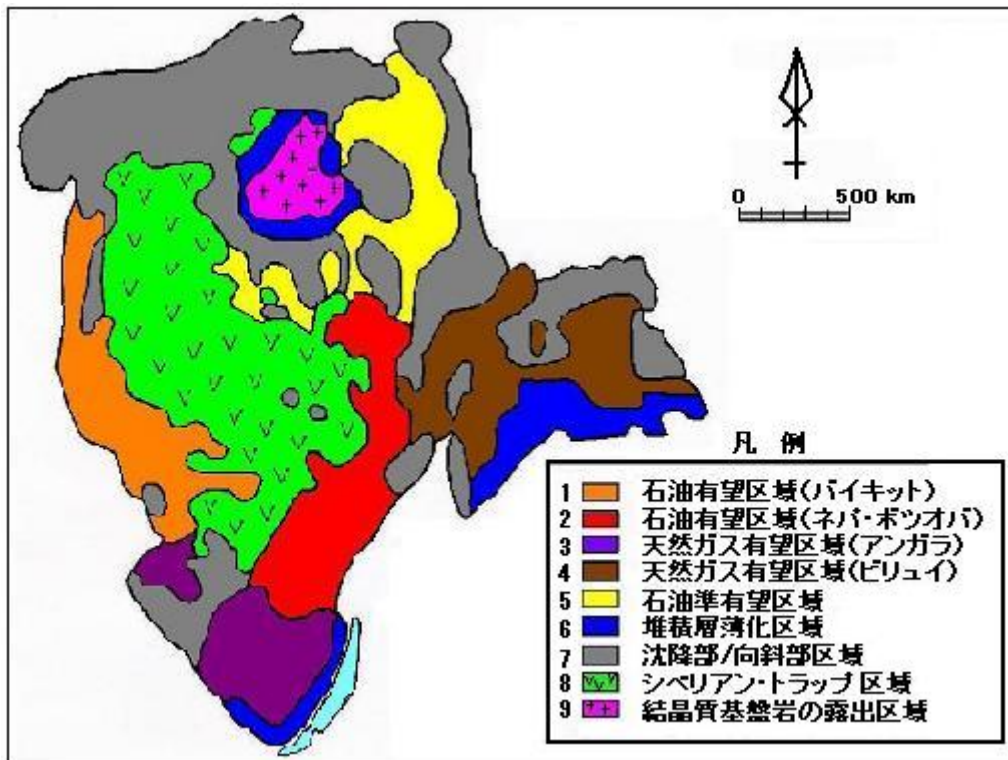 0 500 km
凡 例
1 石油有望区域(バイキット)
2 石油有望区域(ネパ・ボツオバ)
3 天然ガス有望区域(アンガラ)
4 天然ガス有望区域(ビリュイ)
5 石油準有望区域
6 堆積層薄化区域
7 沈降部/向斜部区域
8 シベリアン・トラップ区域
9 結晶質基盤岩の露出区域